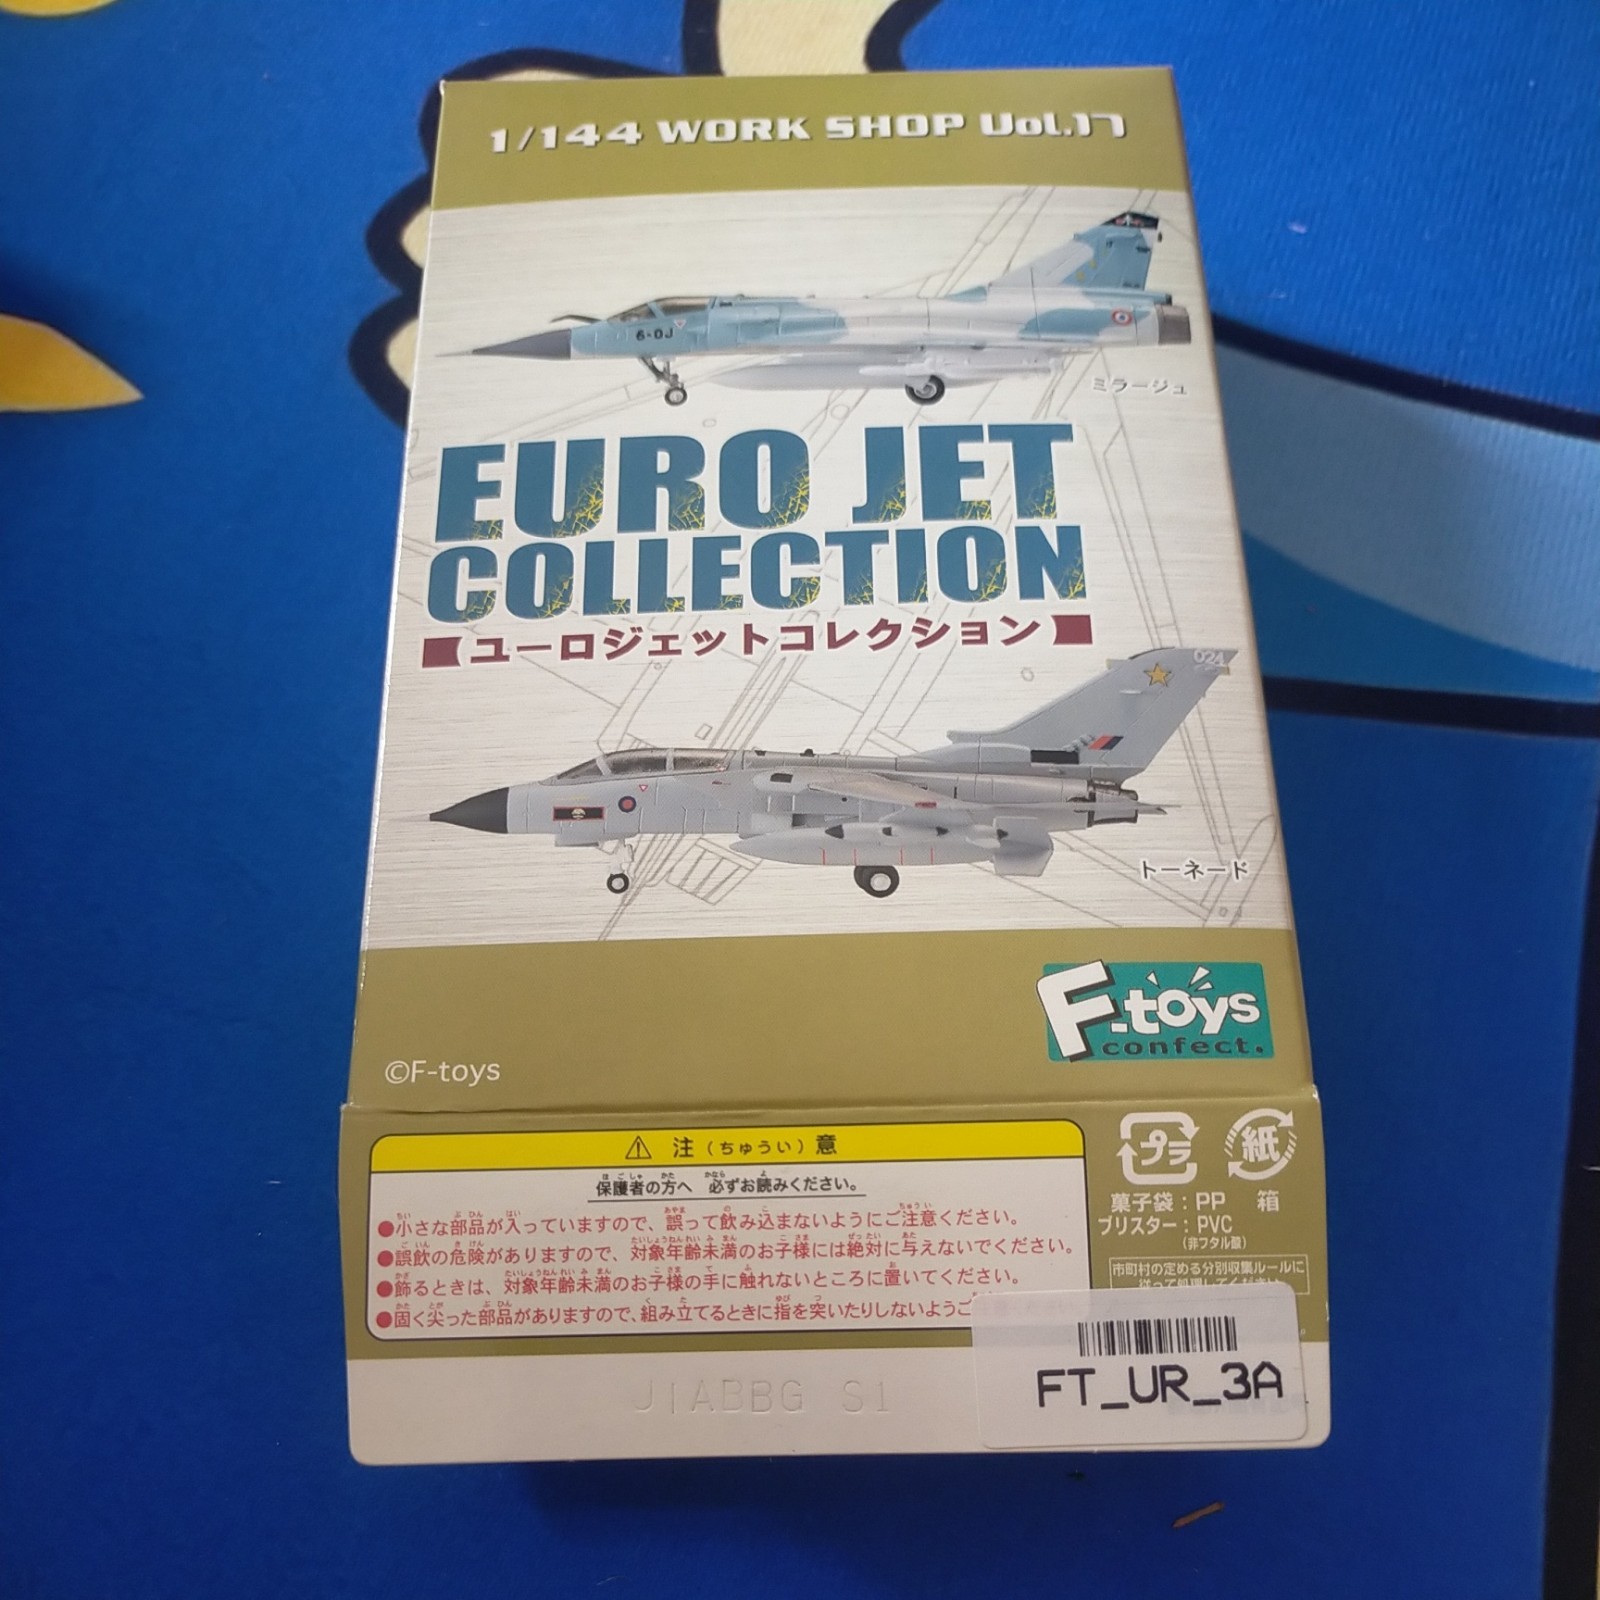 1/144 WORK SHOP Vol.17
6-OJ
ミラージュ
EURO JET
COLLECTION
ユーロジェットコレクション
024
トーネード
F-toys
confect.
©F-toys
注(ちゅうい)意
保護者の方へ 必ずお読みください。
●小さな部品が入っていますので、誤って飲み込まないようにご注意ください。
●誤飲の危険がありますので、対象年齢未満のお子様には絶対に与えないでください。
●飾るときは、対象年齢未満のお子様の手に触れないところに置いてください。
●固く尖った部品がありますので、組み立てるときに指を突いたりしないようご
プラ
紙
菓子袋:PP 箱
ブリスター:PVC
(非フタル酸)
市町村の定める分別収集ルールに
従って処理してください
FT_UR_3A
J1ABBG S1